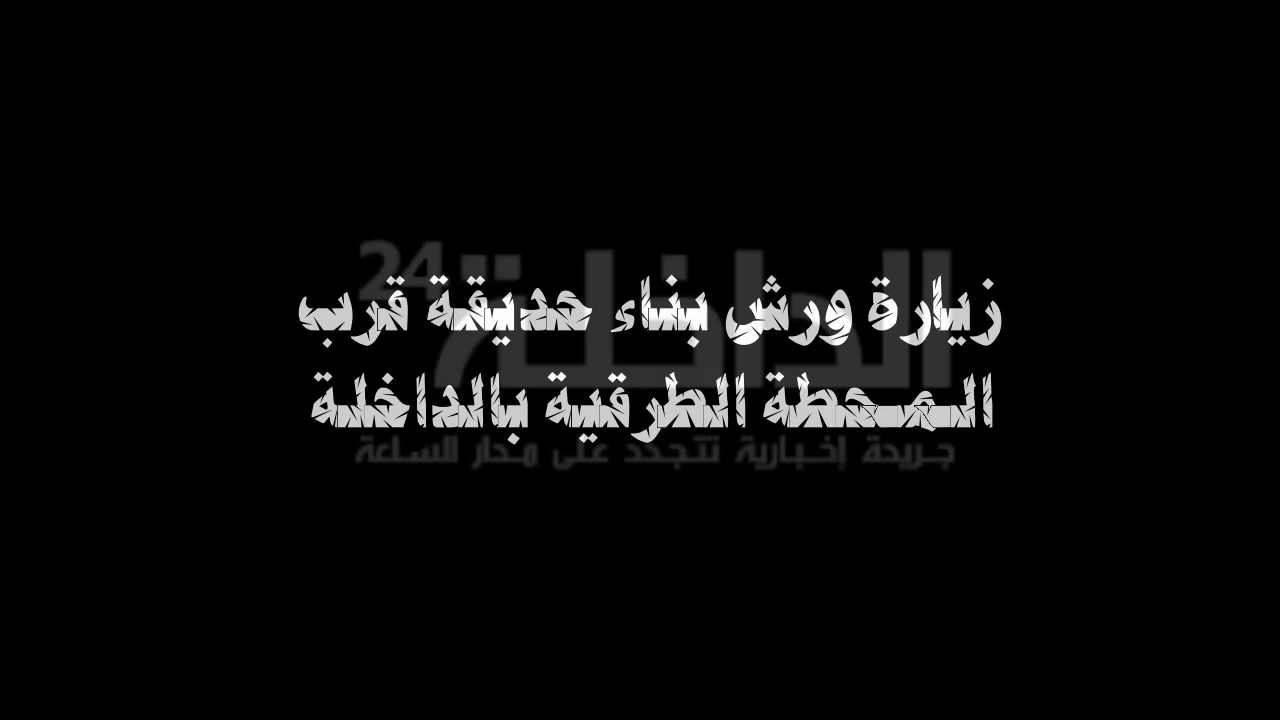 زيارة ورش بناء حديقة قرب
المحطة الطرقية بالداخلة
الداخلة 24
جريدة إخبارية تتجدد على مدار الساعة